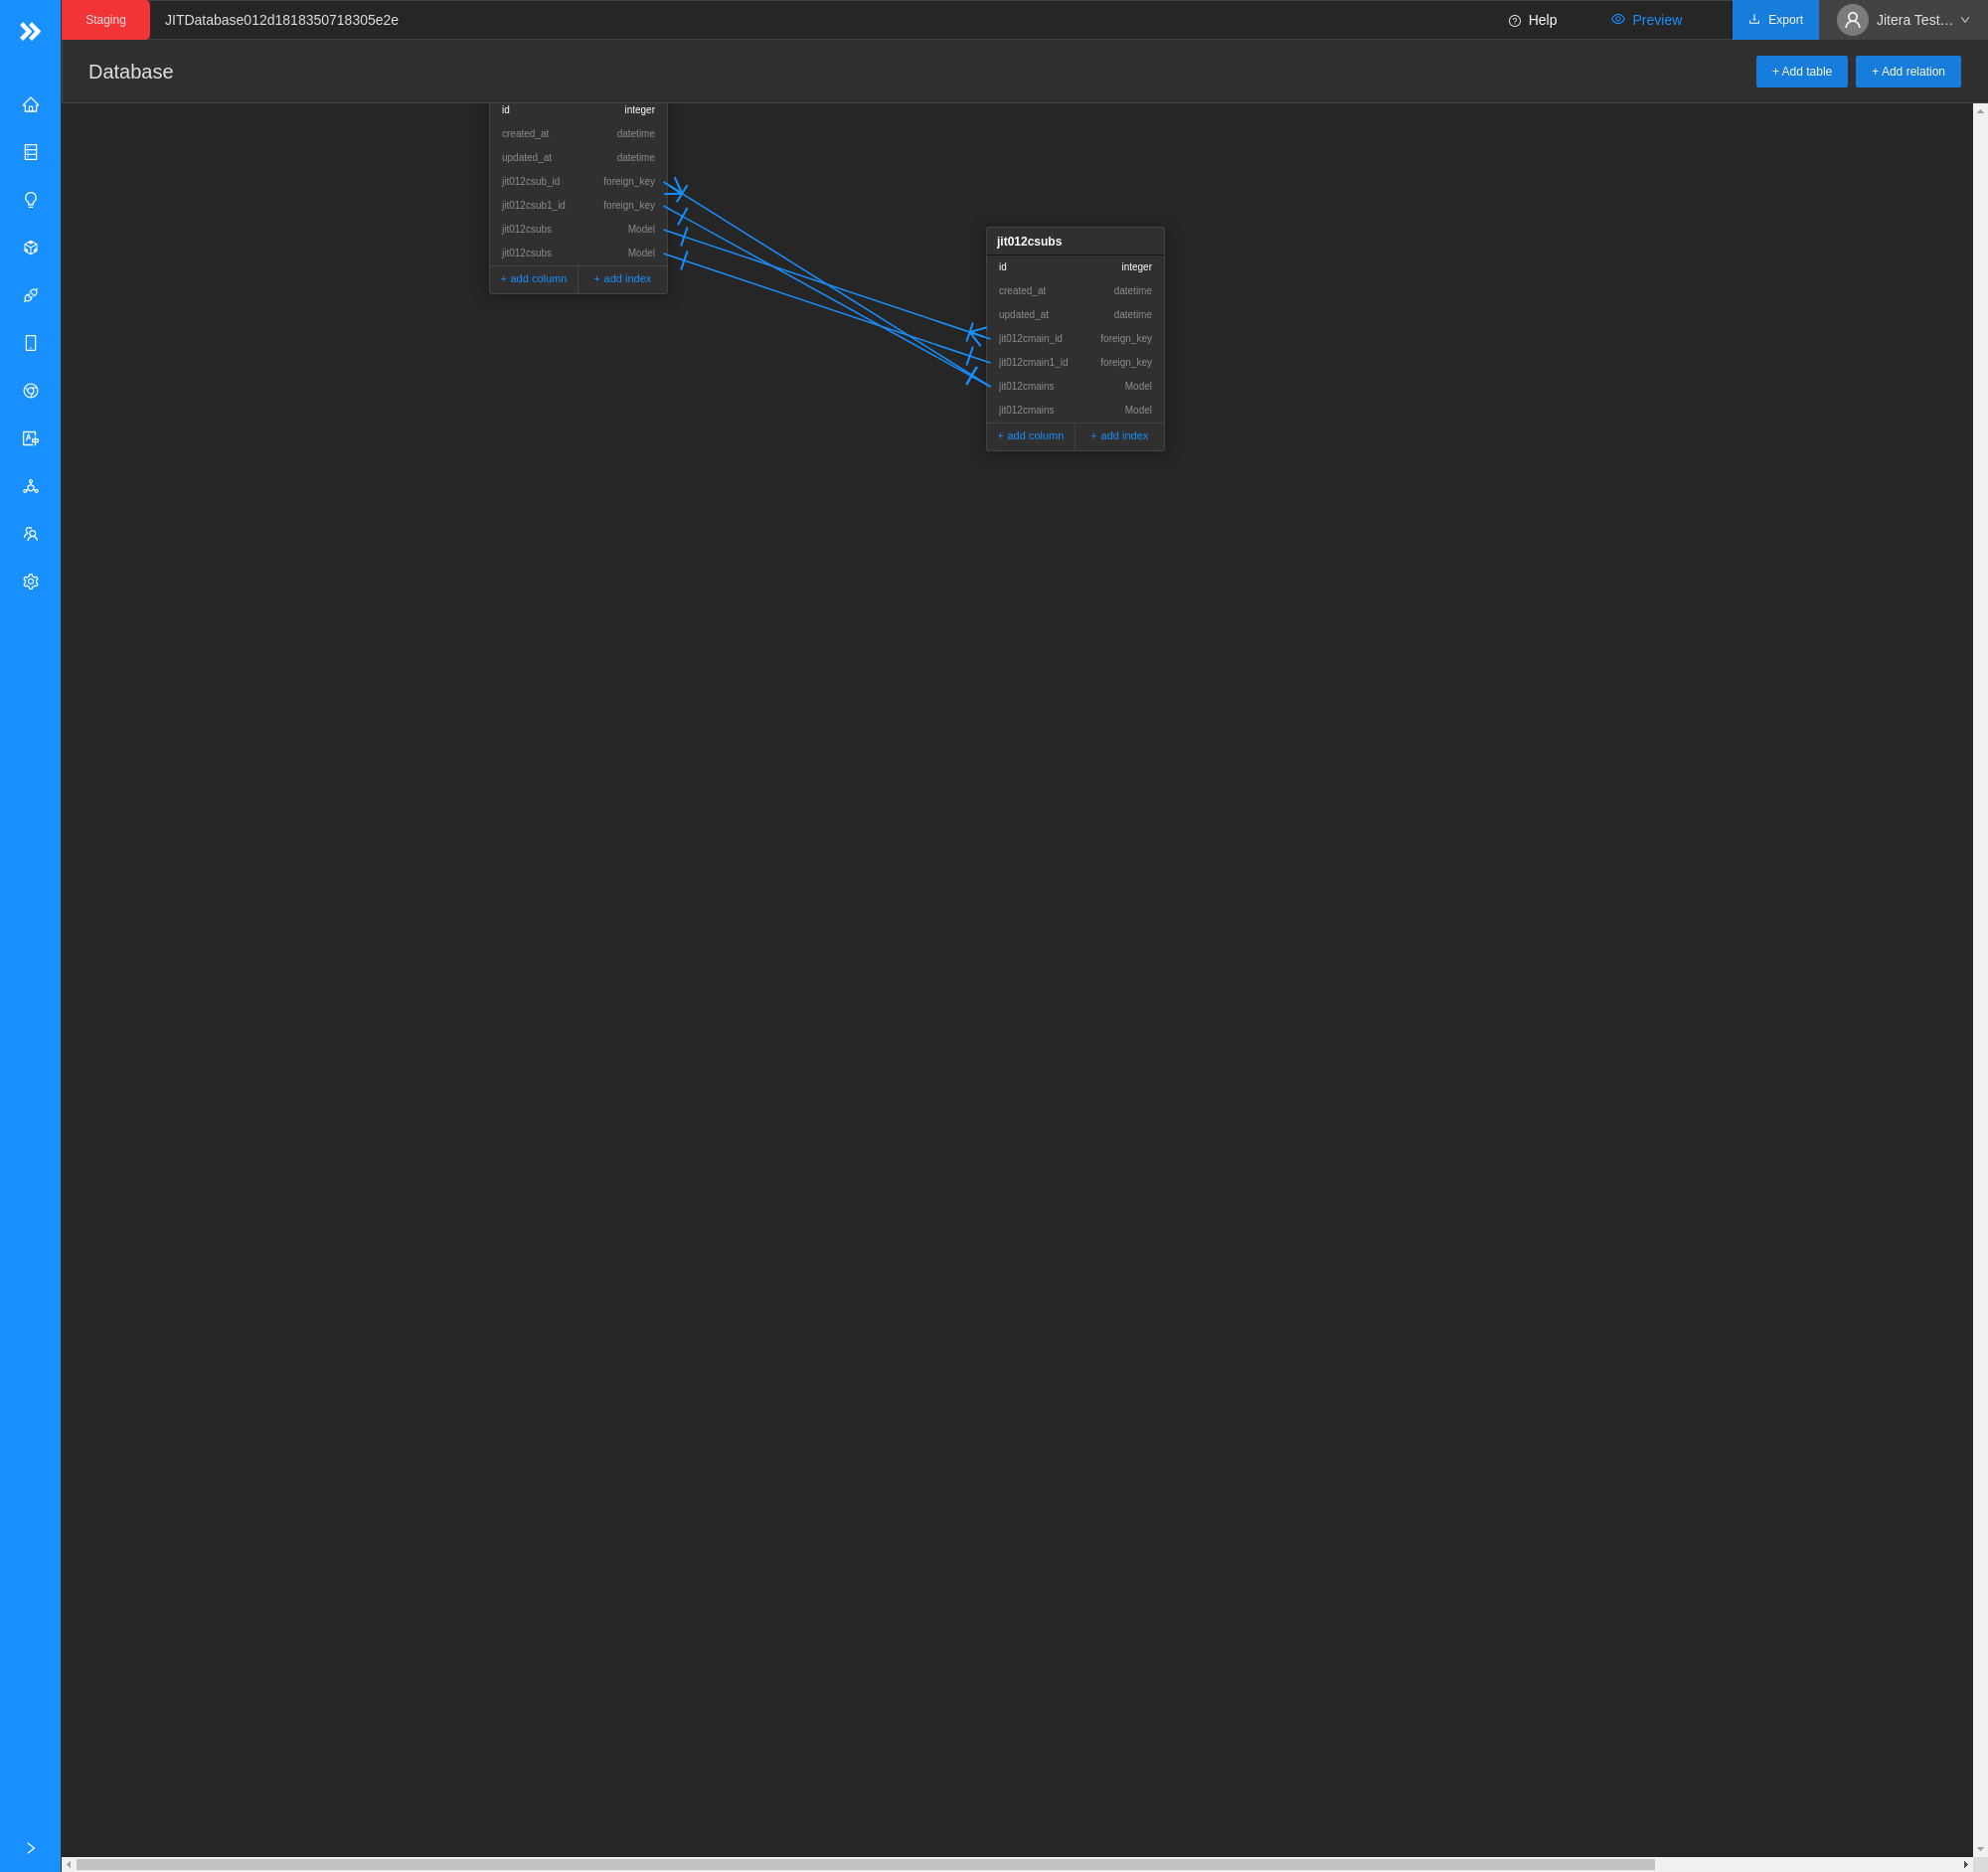 Staging JITDatabase012d1818350718305e2e Help Preview Export Jitera Test…
Database + Add table + Add relation
id integer
created_at datetime
updated_at datetime
jit012csub_id foreign_key
jit012csub1_id foreign_key
jit012csubs Model
jit012csubs Model
+ add column + add index
jit012csubs
id integer
created_at datetime
updated_at datetime
jit012cmain_id foreign_key
jit012cmain1_id foreign_key
jit012cmains Model
jit012cmains Model
+ add column + add index